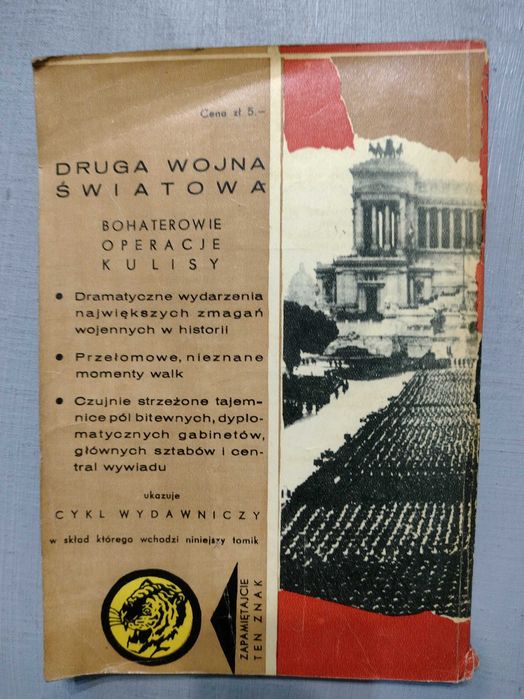 Cena zł 5.—
DRUGA WOJNA
ŚWIATOWA
BOHATEROWIE
OPERACJE
KULISY
● Dramatyczne wydarzenia
największych zmagań
wojennych w historii
● Przełomowe, nieznane
momenty walk
● Czujnie strzeżone tajem-
nice pól bitewnych, dyplo-
matycznych gabinetów,
głównych sztabów i cen-
tral wywiadu
ukazuje
CYKL WYDAWNICZY
w skład którego wchodzi niniejszy tomik
ZAPAMIĘTAJCIE
TEN ZNAK